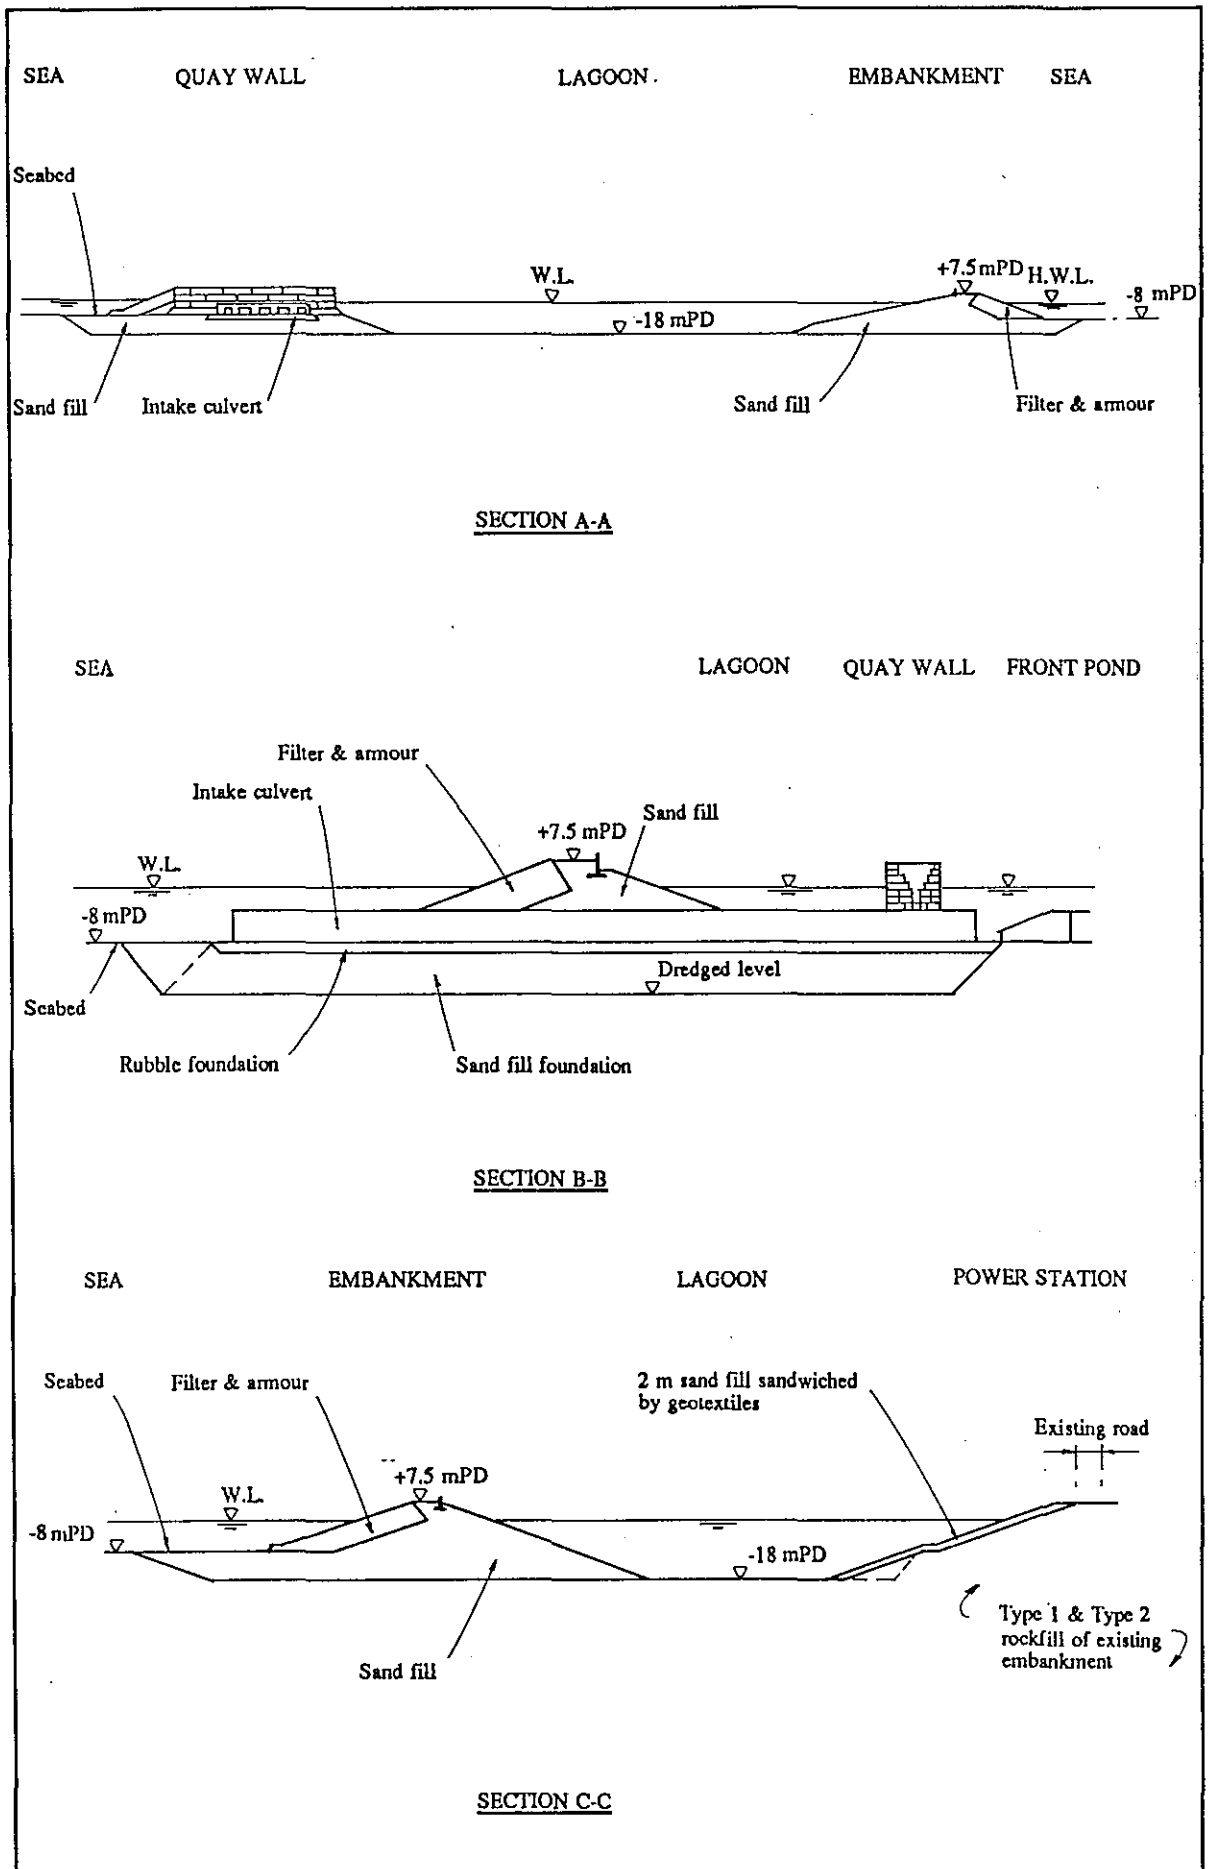 SEA QUAY WALL LAGOON. EMBANKMENT SEA
Seabed
W.L.
+7.5 mPD H.W.L.
-8 mPD
-18 mPD
Sand fill
Intake culvert
Sand fill
Filter & armour
SECTION A-A
SEA LAGOON QUAY WALL FRONT POND
Filter & armour
Intake culvert
Sand fill
+7.5 mPD
W.L.
-8 mPD
Dredged level
Seabed
Rubble foundation
Sand fill foundation
SECTION B-B
SEA EMBANKMENT LAGOON POWER STATION
Seabed
Filter & armour
2 m sand fill sandwiched
by geotextiles
Existing road
+7.5 mPD
W.L.
-8 mPD
-18 mPD
Type 1 & Type 2
rockfill of existing
embankment
Sand fill
SECTION C-C